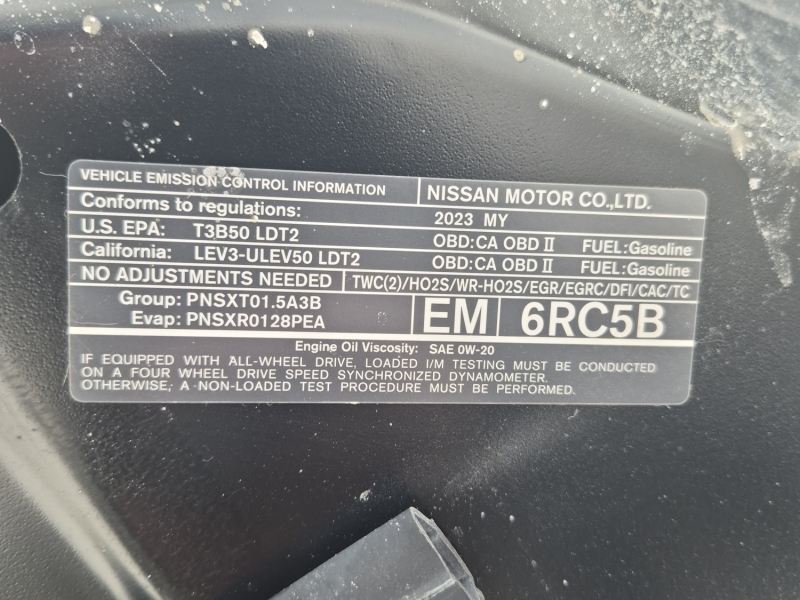 VEHICLE EMISSION CONTROL INFORMATION NISSAN MOTOR CO.,LTD.
Conforms to regulations: 2023 MY
U.S. EPA: T3B50 LDT2 OBD:CA OBD II FUEL:Gasoline
California: LEV3-ULEV50 LDT2 OBD:CA OBD II FUEL:Gasoline
NO ADJUSTMENTS NEEDED TWC(2)/HO2S/WR-HO2S/EGR/EGRC/DFI/CAC/TC
Group: PNSXT01.5A3B
Evap: PNSXR0128PEA EM 6RC5B
Engine Oil Viscosity: SAE 0W-20
IF EQUIPPED WITH ALL-WHEEL DRIVE, LOADED I/M TESTING MUST BE CONDUCTED
ON A FOUR WHEEL DRIVE SPEED SYNCHRONIZED DYNAMOMETER.
OTHERWISE, A NON-LOADED TEST PROCEDURE MUST BE PERFORMED.